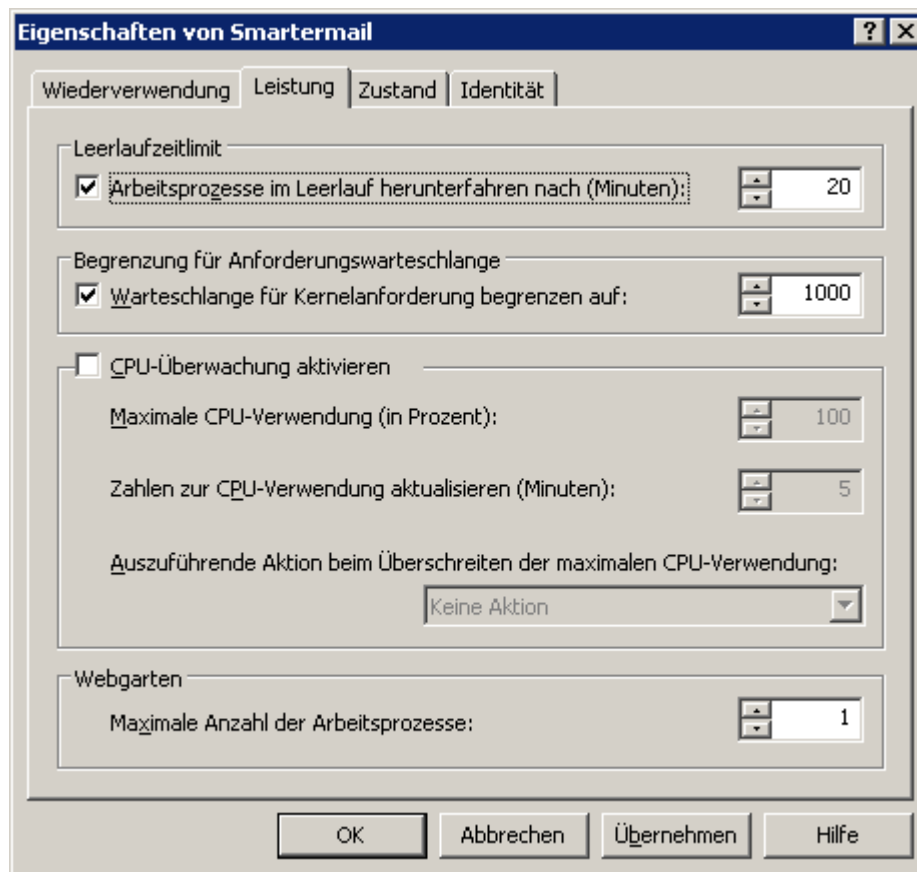 Eigenschaften von Smartermail
Wiederverwendung Leistung Zustand Identität
Leerlaufzeitlimit
Arbeitsprozesse im Leerlauf herunterfahren nach (Minuten): 20
Begrenzung für Anforderungswarteschlange
Warteschlange für Kernelanforderung begrenzen auf: 1000
CPU-Überwachung aktivieren
Maximale CPU-Verwendung (in Prozent): 100
Zahlen zur CPU-Verwendung aktualisieren (Minuten): 5
Auszuführende Aktion beim Überschreiten der maximalen CPU-Verwendung:
Keine Aktion
Webgarten
Maximale Anzahl der Arbeitsprozesse: 1
OK Abbrechen Übernehmen Hilfe